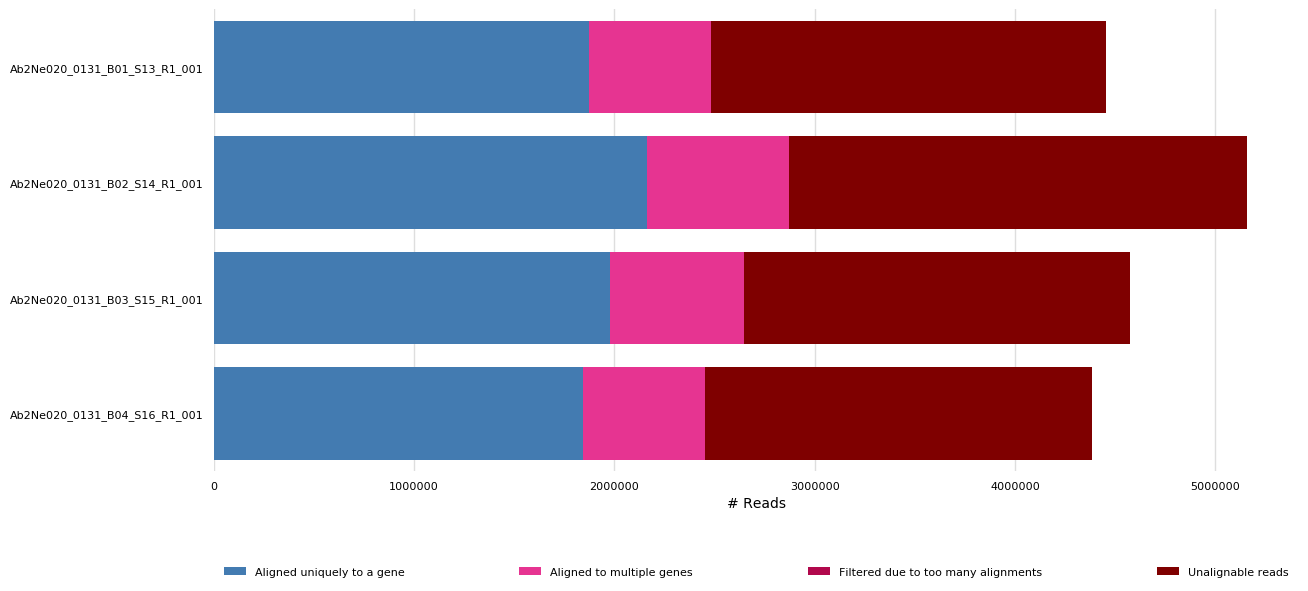 Ab2Ne020_0131_B01_S13_R1_001
Ab2Ne020_0131_B02_S14_R1_001
Ab2Ne020_0131_B03_S15_R1_001
Ab2Ne020_0131_B04_S16_R1_001
0 1000000 2000000 3000000 4000000 5000000
# Reads
Aligned uniquely to a gene Aligned to multiple genes Filtered due to too many alignments Unalignable reads